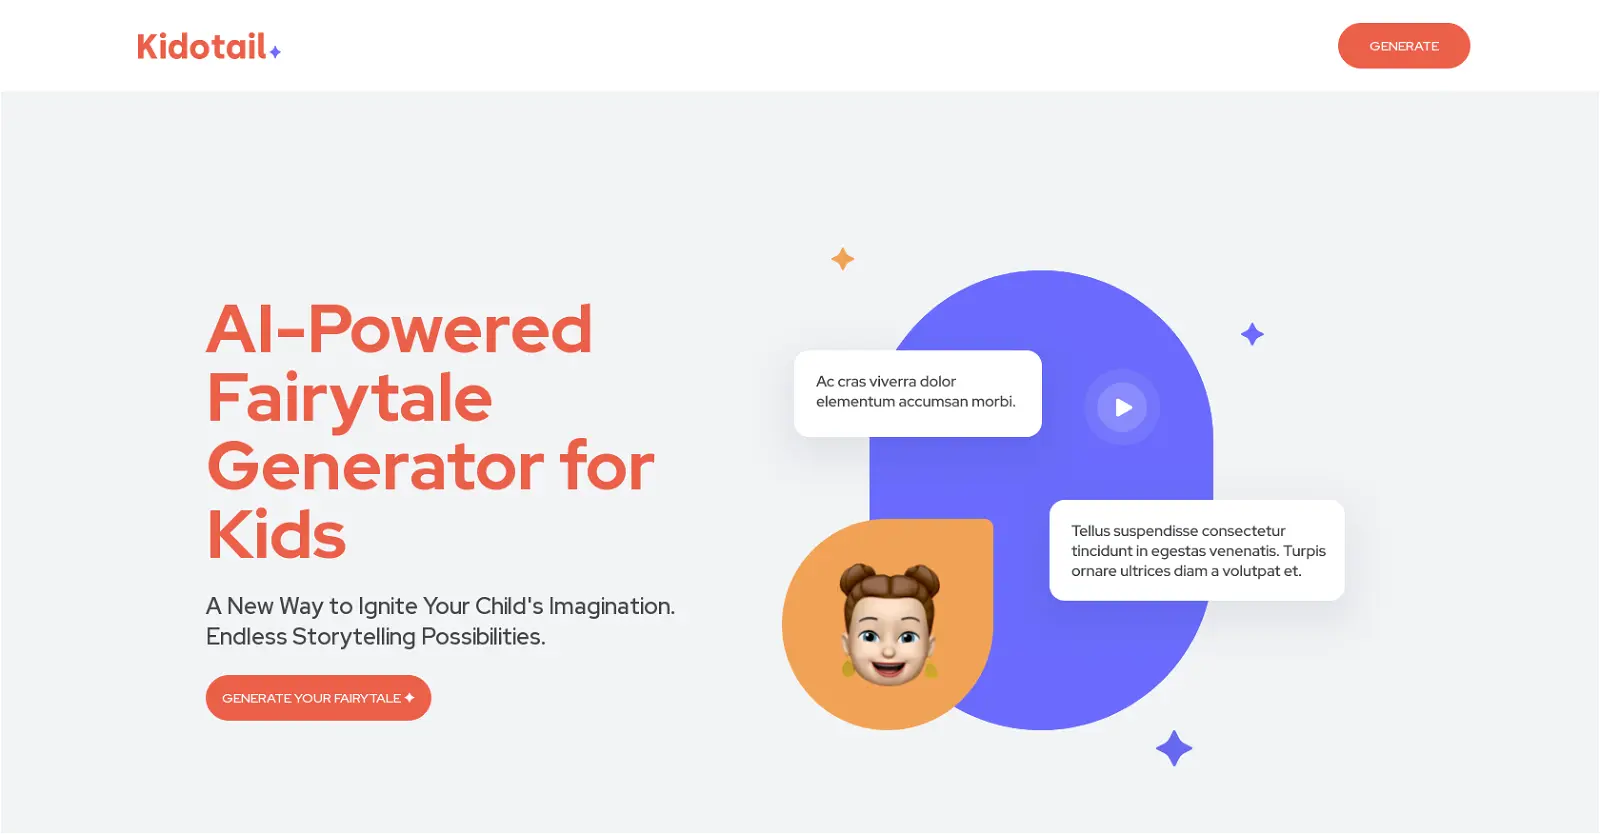 Kidotail
GENERATE
AI-Powered
Fairytale
Generator for
Kids
A New Way to Ignite Your Child's Imagination.
Endless Storytelling Possibilities.
GENERATE YOUR FAIRYTALE
Ac cras viverra dolor
elementum accumsan morbi.
Tellus suspendisse consectetur
tincidunt in egestas venenatis. Turpis
ornare ultrices diam a volutpat et.